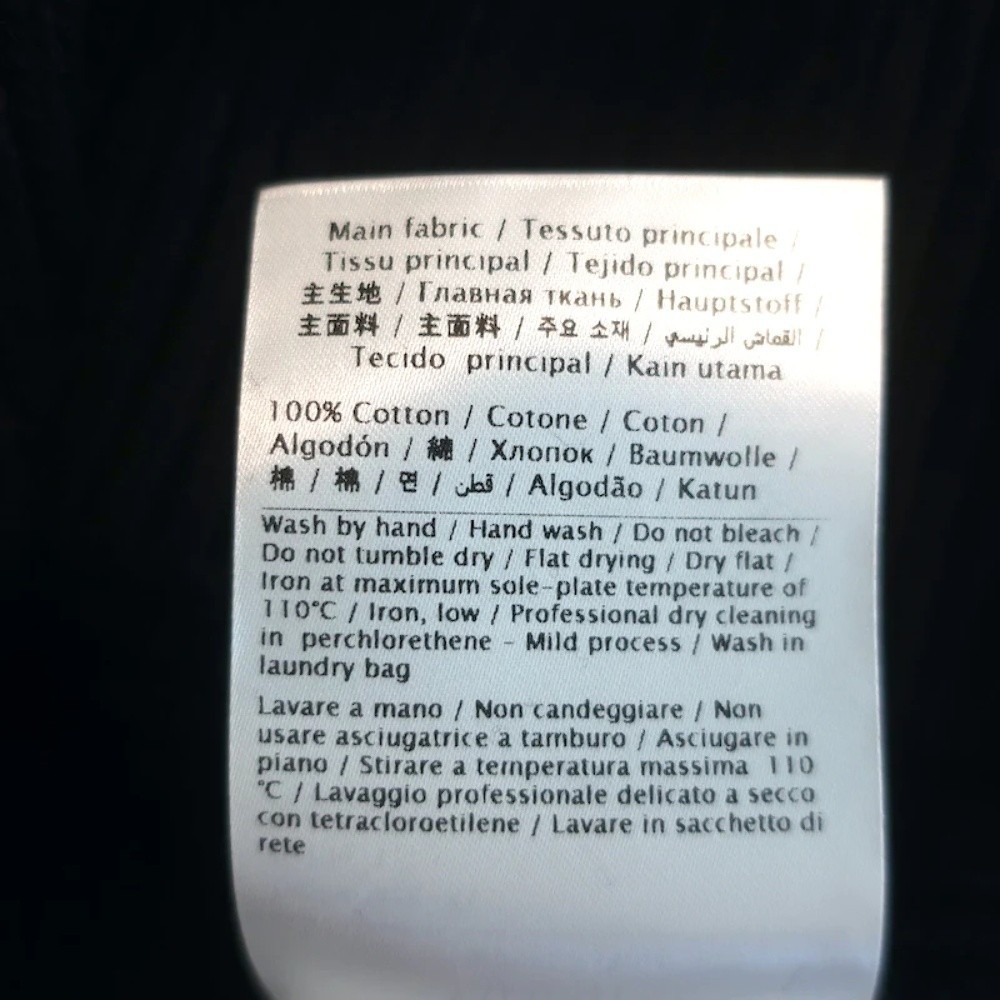 Main fabric / Tessuto principale /
Tissu principal / Tejido principal /
主生地 / Главная ткань / Hauptstoff /
主面料 / 主面料 / 주요 소재 / القماش الرئيسي /
Tecido principal / Kain utama
100% Cotton / Cotone / Coton /
Algodón / 綿 / Хлопок / Baumwolle /
棉 / 棉 / 면 / قطن / Algodão / Katun
Wash by hand / Hand wash / Do not bleach /
Do not tumble dry / Flat drying / Dry flat /
Iron at maximum sole-plate temperature of
110°C / Iron, low / Professional dry cleaning
in perchlorethene - Mild process / Wash in
laundry bag
Lavare a mano / Non candeggiare / Non
usare asciugatrice a tamburo / Asciugare in
piano / Stirare a temperatura massima 110
°C / Lavaggio professionale delicato a secco
con tetracloroetilene / Lavare in sacchetto di
rete